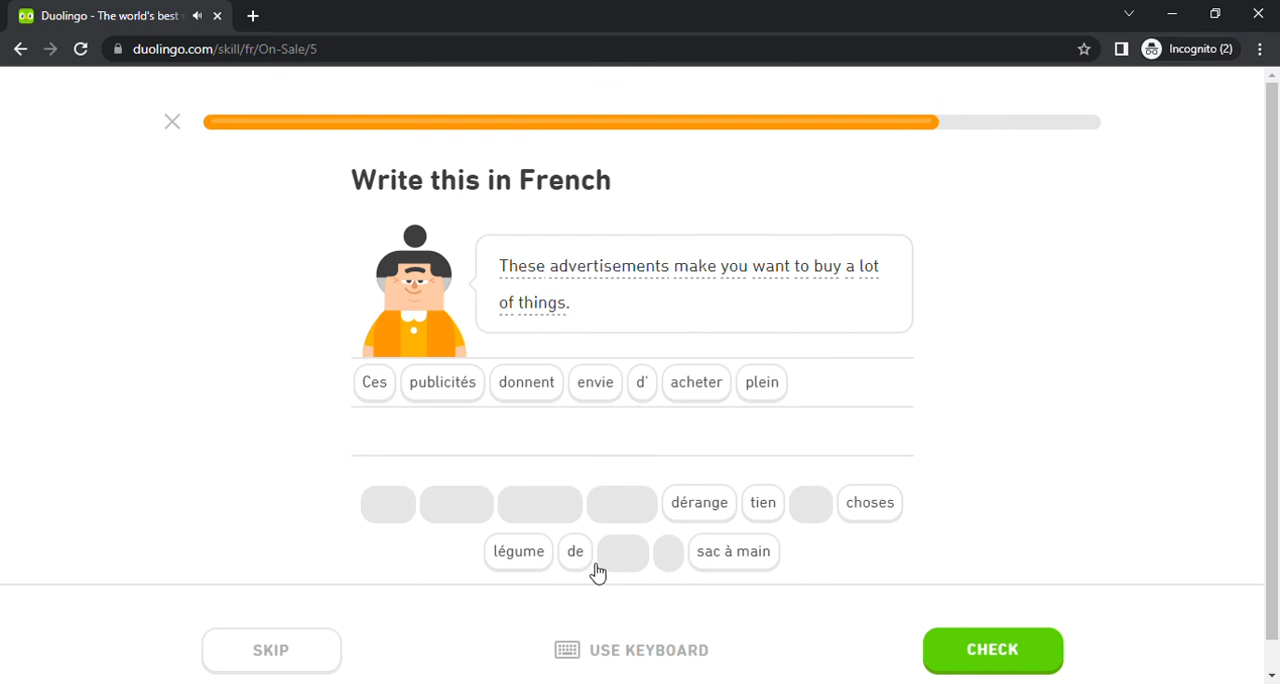 Duolingo - The world's best
duolingo.com/skill/fr/On-Sale/5
Incognito (2)
Write this in French
These advertisements make you want to buy a lot
of things.
Ces publicités donnent envie d' acheter plein
dérange tien choses
légume de sac à main
SKIP USE KEYBOARD CHECK